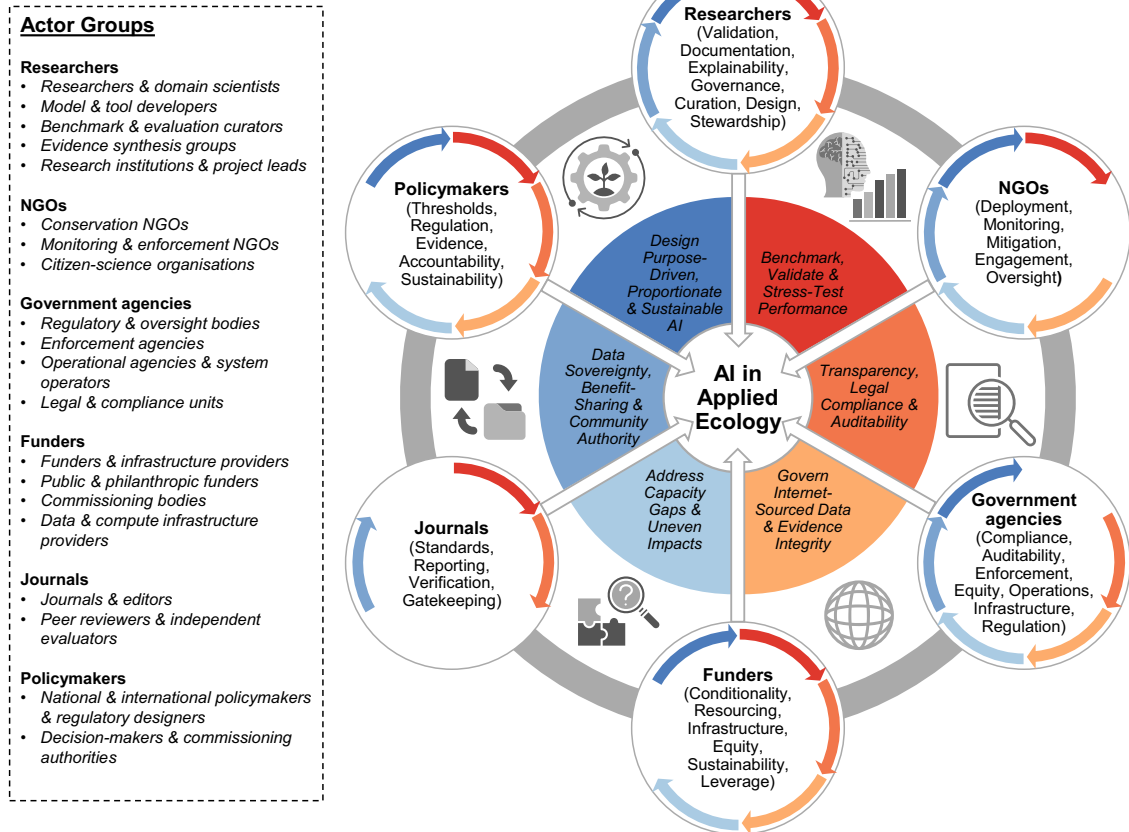 Actor Groups
Researchers
• Researchers & domain scientists
• Model & tool developers
• Benchmark & evaluation curators
• Evidence synthesis groups
• Research institutions & project leads
NGOs
• Conservation NGOs
• Monitoring & enforcement NGOs
• Citizen-science organisations
Government agencies
• Regulatory & oversight bodies
• Enforcement agencies
• Operational agencies & system
operators
• Legal & compliance units
Funders
• Funders & infrastructure providers
• Public & philanthropic funders
• Commissioning bodies
• Data & compute infrastructure
providers
Journals
• Journals & editors
• Peer reviewers & independent
evaluators
Policymakers
• National & international policymakers
& regulatory designers
• Decision-makers & commissioning
authorities
Researchers
(Validation,
Documentation,
Explainability,
Governance,
Curation, Design,
Stewardship)
Policymakers
(Thresholds,
Regulation,
Evidence,
Accountability,
Sustainability)
NGOs
(Deployment,
Monitoring,
Mitigation,
Engagement,
Oversight)
Design
Purpose-
Driven,
Proportionate
& Sustainable
AI
Benchmark,
Validate &
Stress-Test
Performance
Data
Sovereignty,
Benefit-
Sharing &
Community
Authority
AI in
Applied
Ecology
Transparency,
Legal
Compliance &
Auditability
Address
Capacity
Gaps &
Uneven
Impacts
Govern
Internet-
Sourced Data
& Evidence
Integrity
Journals
(Standards,
Reporting,
Verification,
Gatekeeping)
Government
agencies
(Compliance,
Auditability,
Enforcement,
Equity, Operations,
Infrastructure,
Regulation)
?
Funders
(Conditionality,
Resourcing,
Infrastructure,
Equity,
Sustainability,
Leverage)